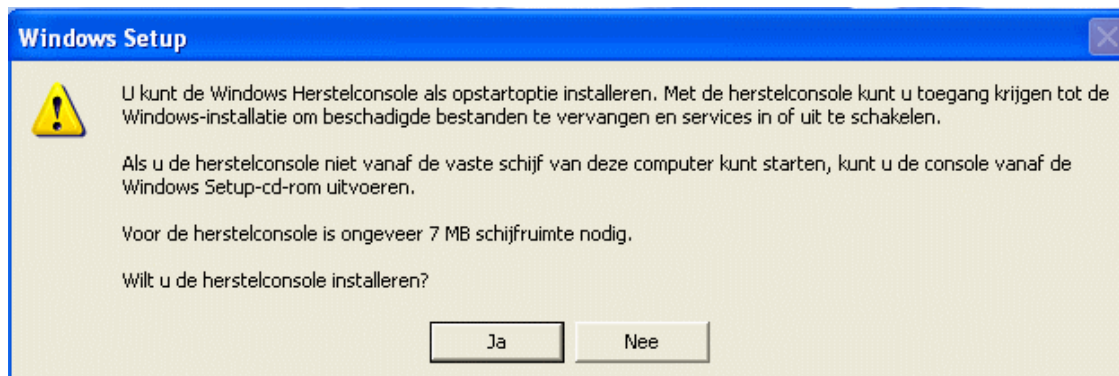 Windows Setup
U kunt de Windows Herstelconsole als opstartoptie installeren. Met de herstelconsole kunt u toegang krijgen tot de
Windows-installatie om beschadigde bestanden te vervangen en services in of uit te schakelen.
Als u de herstelconsole niet vanaf de vaste schijf van deze computer kunt starten, kunt u de console vanaf de
Windows Setup-cd-rom uitvoeren.
Voor de herstelconsole is ongeveer 7 MB schijfruimte nodig.
Wilt u de herstelconsole installeren?
Ja
Nee